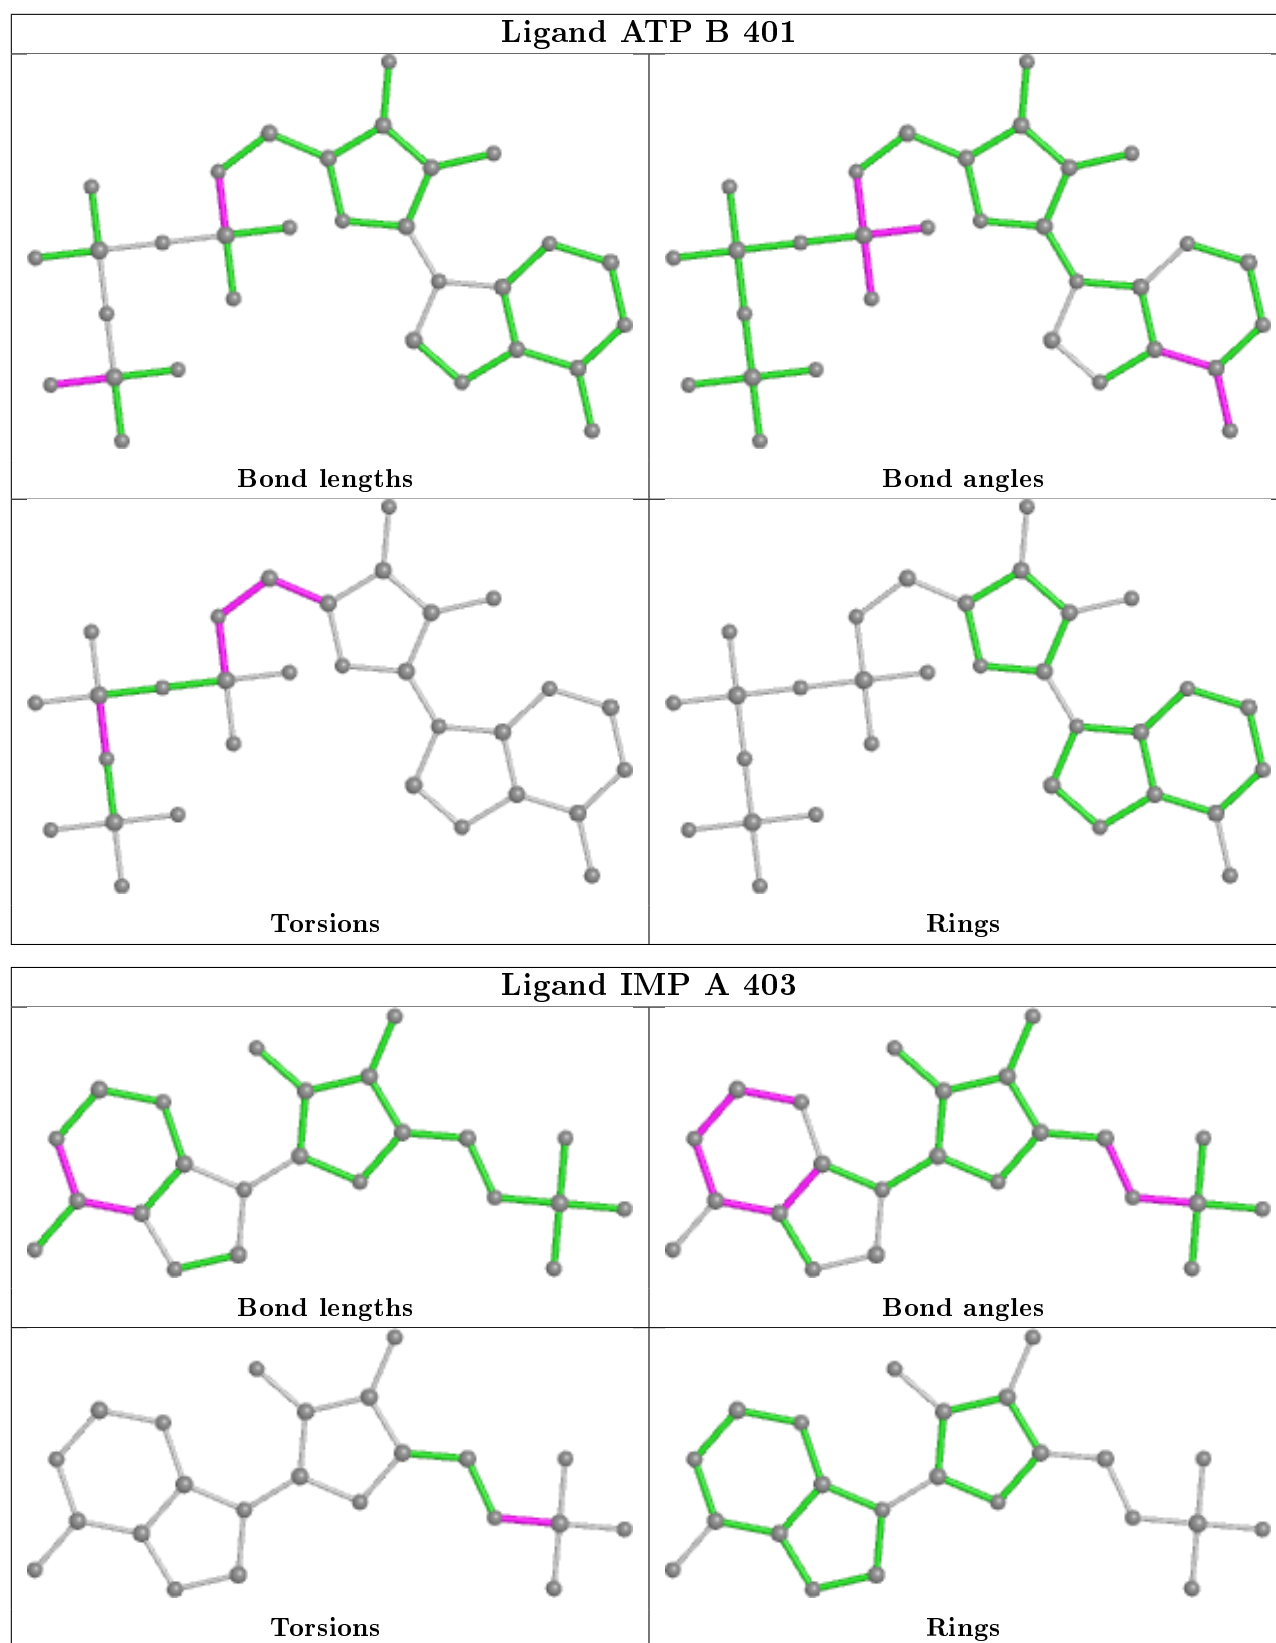 Ligand ATP B 401
Bond lengths
Bond angles
Torsions
Rings
Ligand IMP A 403
Bond lengths
Bond angles
Torsions
Rings